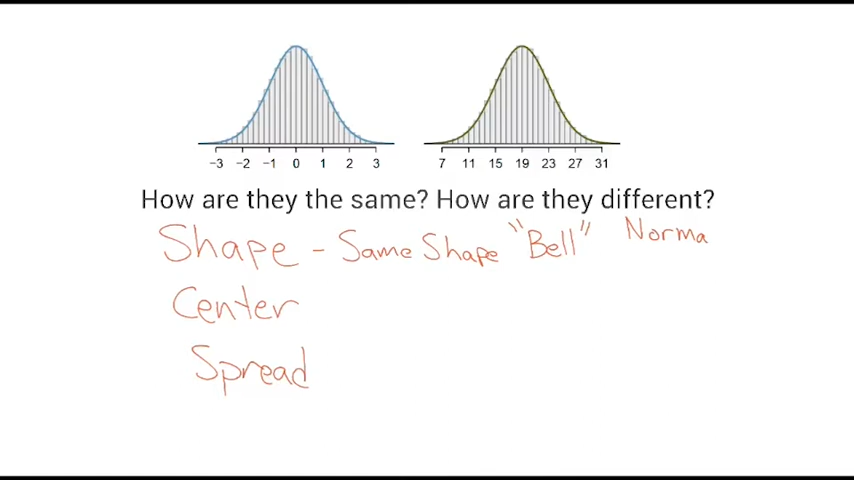 −3 −2 −1 0 1 2 3 7 11 15 19 23 27 31
How are they the same? How are they different?
Shape - Same Shape "Bell" Norma
Center
Spread